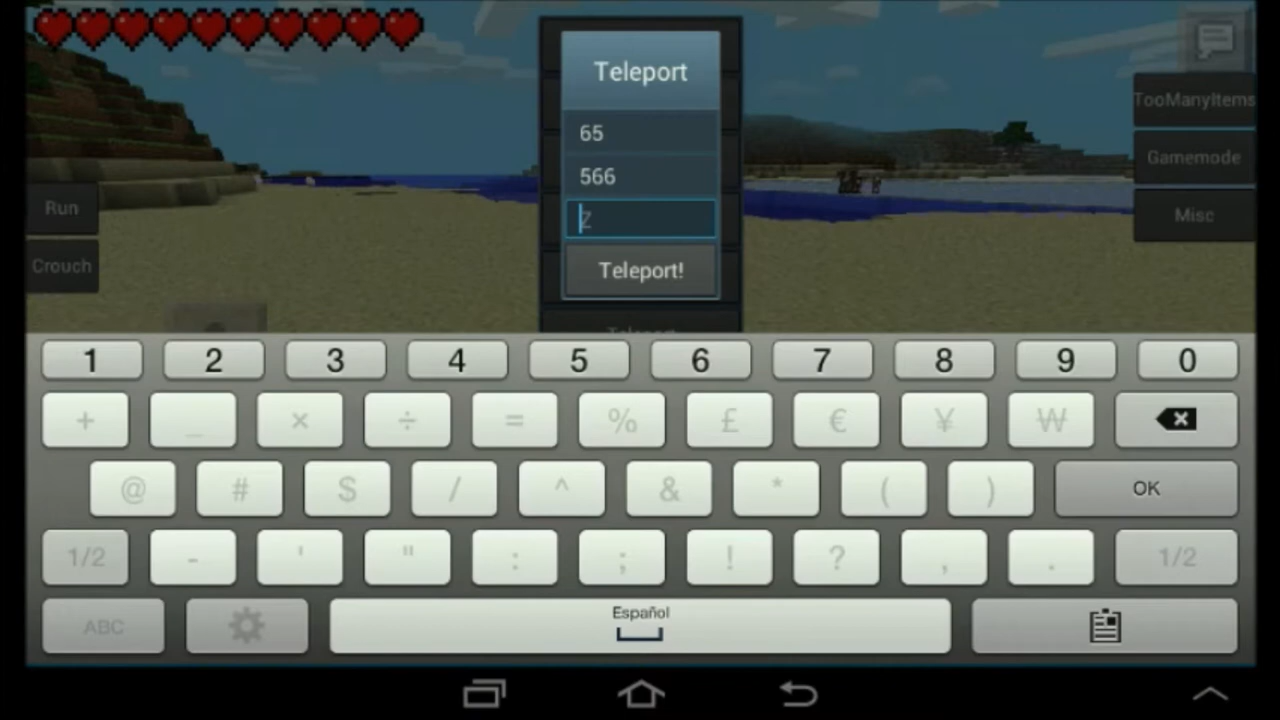 Teleport
65
566
Z
Teleport!
Teleport
TooManyItems
Gamemode
Misc
Run
Crouch
1 2 3 4 5 6 7 8 9 0
+ _ × ÷ = % £ € ¥ ₩
@ # $ / ^ & * ( ) OK
1/2 - ' " : ; ! ? , . 1/2
ABC Español